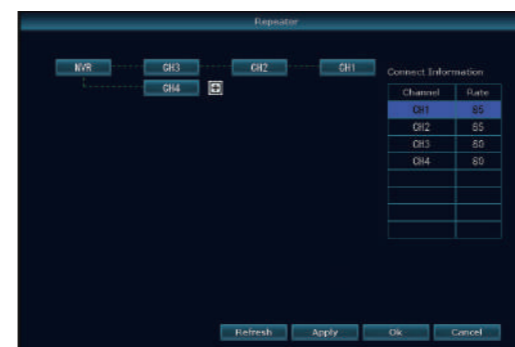 Repeater
NVR CH3 CH2 CH1
CH4
Connect Information
Channel Rate
CH1 65
CH2 65
CH3 60
CH4 60
Refresh Apply Ok Cancel